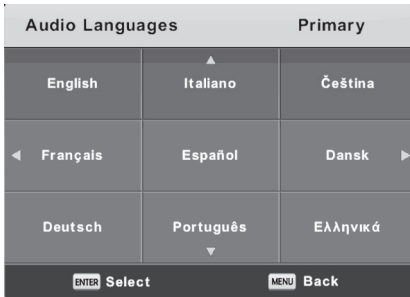 Audio Languages Primary
English Italiano Čeština
Français Español Dansk
Deutsch Português Ελληνικά
ENTER Select MENU Back